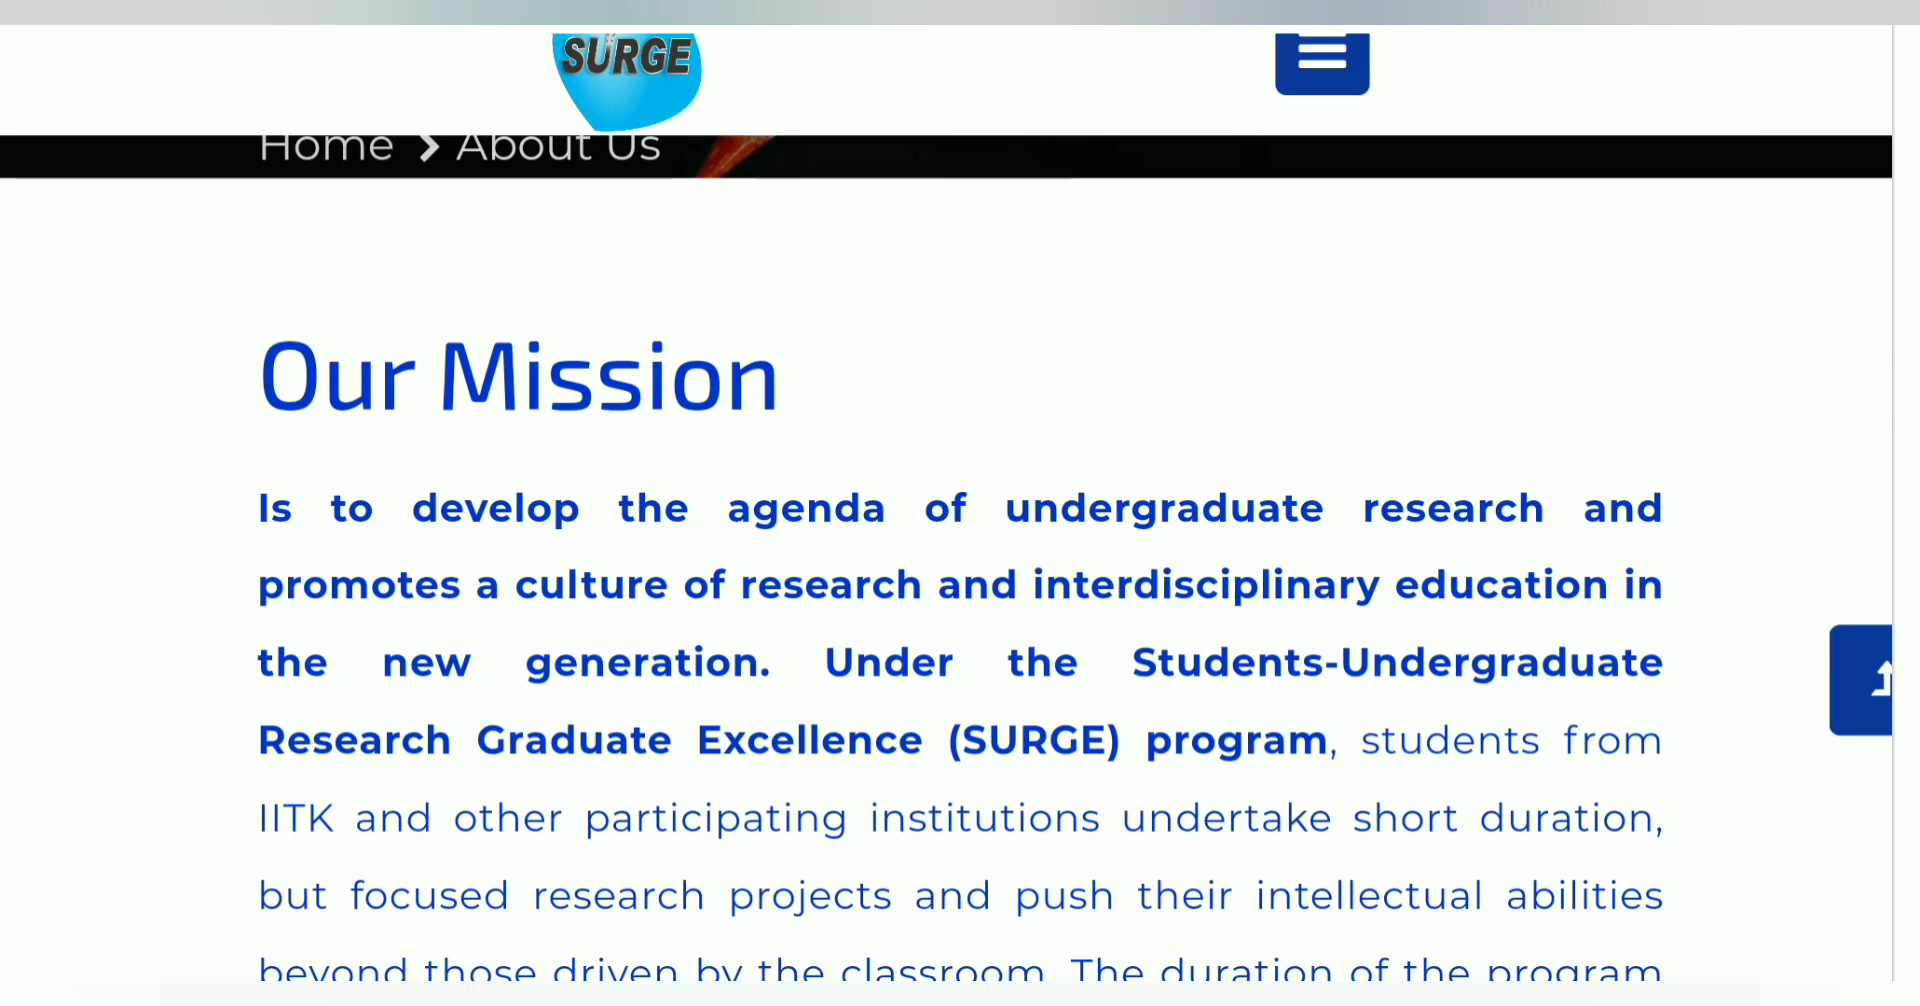 SURGE
Home > About Us
Our Mission
Is to develop the agenda of undergraduate research and
promotes a culture of research and interdisciplinary education in
the new generation. Under the Students-Undergraduate
Research Graduate Excellence (SURGE) program, students from
IITK and other participating institutions undertake short duration,
but focused research projects and push their intellectual abilities
beyond those driven by the classroom. The duration of the program